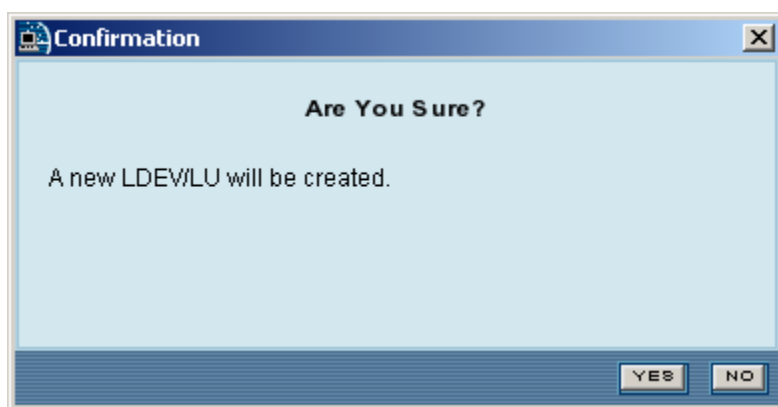 Confirmation
Are You Sure?
A new LDEV/LU will be created.
YES NO